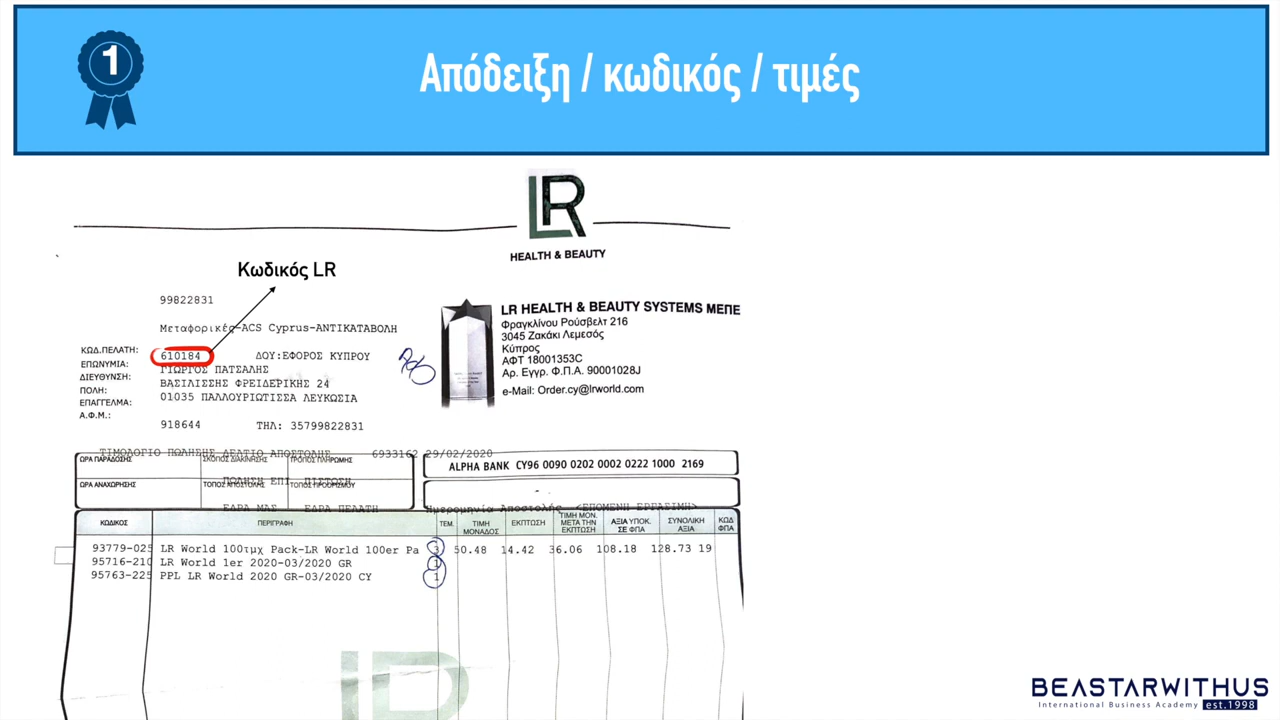 1
Απόδειξη / κωδικός / τιμές
LR
HEALTH & BEAUTY
Κωδικός LR
99822831
Μεταφορικές-ACS Cyprus-ΑΝΤΙΚΑΤΑΒΟΛΗ
ΚΩΔ.ΠΕΛΑΤΗ: 610184 ΔΟΥ:ΕΦΟΡΟΣ ΚΥΠΡΟΥ
ΕΠΩΝΥΜΙΑ: ΓΙΩΡΓΟΣ ΠΑΤΣΑΛΗΣ
ΔΙΕΥΘΥΝΣΗ: ΒΑΣΙΛΙΣΣΗΣ ΦΡΕΙΔΕΡΙΚΗΣ 24
ΠΟΛΗ: 01035 ΠΑΛΛΟΥΡΙΩΤΙΣΣΑ ΛΕΥΚΩΣΙΑ
ΕΠΑΓΓΕΛΜΑ:
Α.Φ.Μ.: 918644 ΤΗΛ: 35799822831
LR HEALTH & BEAUTY SYSTEMS ΜΕΠΕ
Φραγκλίνου Ρούσβελτ 216
3045 Ζακάκι Λεμεσός
Κύπρος
ΑΦΤ 18001353C
Αρ. Εγγρ. Φ.Π.Α. 90001028J
e-Mail: Order.cy@lrworld.com
ΤΙΜΟΛΟΓΙΟ ΠΩΛΗΣΗΣ ΔΕΛΤΙΟ ΑΠΟΣΤΟΛΗΣ 6933162 29/02/2020
ΩΡΑ ΠΑΡΑΔΟΣΗΣ ΣΚΟΠΟΣ ΔΙΑΚΙΝΗΣΗΣ ΤΡΟΠΟΣ ΠΛΗΡΩΜΗΣ
ALPHA BANK CY96 0090 0202 0002 0222 1000 2169
ΠΩΛΗΣΗ ΕΠΙ ΠΙΣΤΩΣΗ
ΩΡΑ ΑΝΑΧΩΡΗΣΗΣ ΤΟΠΟΣ ΑΠΟΣΤΟΛΗΣ ΤΟΠΟΣ ΠΡΟΟΡΙΣΜΟΥ
ΕΔΡΑ ΜΑΣ ΕΔΡΑ ΠΕΛΑΤΗ Ημερομηνία Αποστολής <ΕΠΟΜΕΝΗ ΕΡΓΑΣΙΜΗ>
ΚΩΔΙΚΟΣ ΠΕΡΙΓΡΑΦΗ ΤΕΜ. ΤΙΜΗ ΜΟΝΑΔΟΣ ΕΚΠΤΩΣΗ ΤΙΜΗ ΜΟΝ. ΜΕΤΑ ΤΗΝ ΕΚΠΤΩΣΗ ΑΞΙΑ ΥΠΟΚ. ΣΕ ΦΠΑ ΣΥΝΟΛΙΚΗ ΑΞΙΑ ΚΩΔ ΦΠΑ
93779-025 LR World 100τμχ Pack-LR World 100er Pa 3 50.48 14.42 36.06 108.18 128.73 19
95716-210 LR World 1er 2020-03/2020 GR 1
95763-225 PPL LR World 2020 GR-03/2020 CY 1
BEASTARWITHUS
International Business Academy est.1998